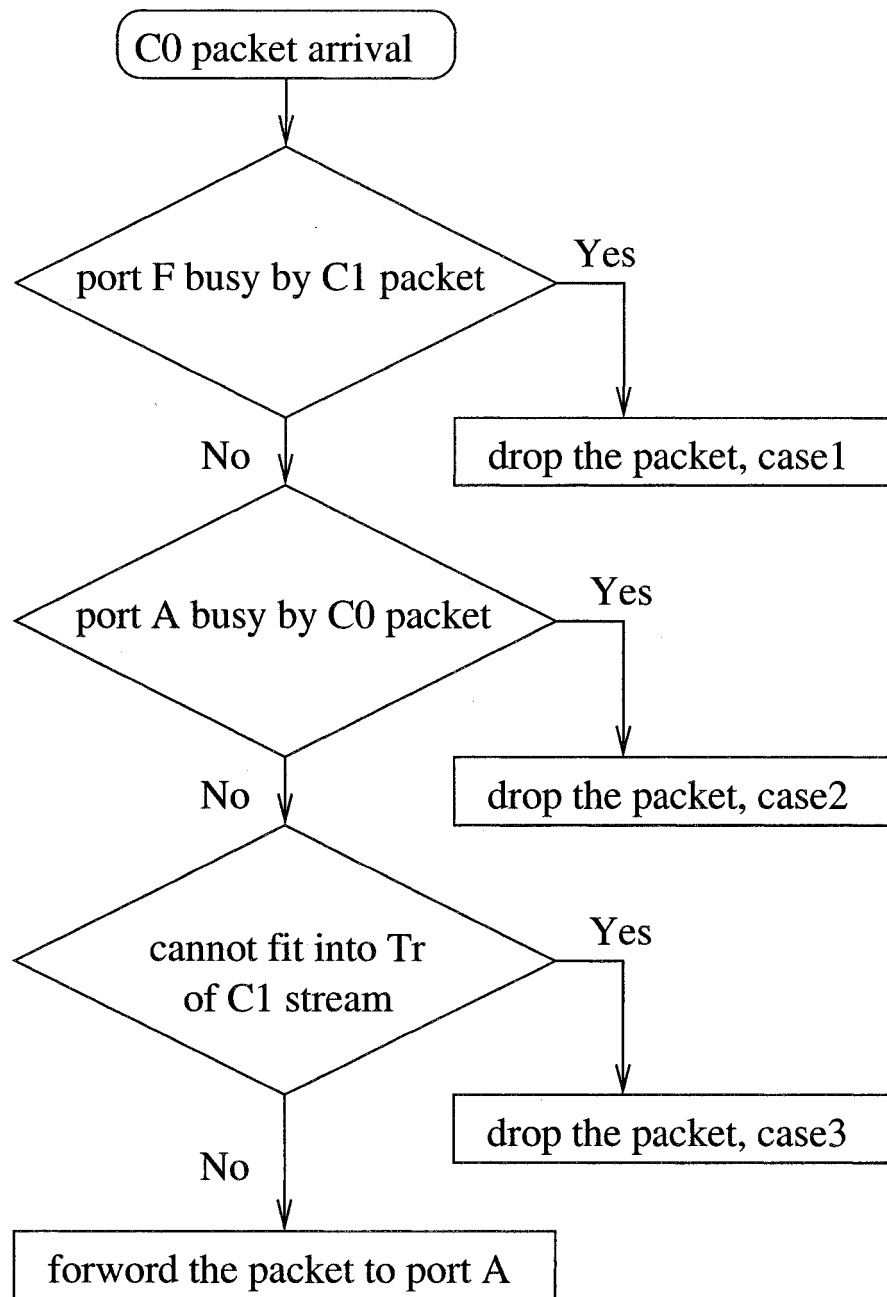 C0 packet arrival
port F busy by C1 packet
Yes
drop the packet, case1
No
port A busy by C0 packet
Yes
drop the packet, case2
No
cannot fit into Tr
of C1 stream
Yes
drop the packet, case3
No
forword the packet to port A